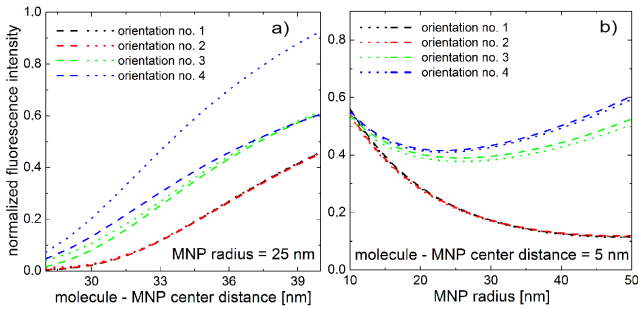 a)
orientation no. 1
orientation no. 2
orientation no. 3
orientation no. 4
normalized fluorescence intensity
1.0
0.8
0.6
0.4
0.2
0.0
MNP radius = 25 nm
30 33 36 39
molecule - MNP center distance [nm]
b)
orientation no. 1
orientation no. 2
orientation no. 3
orientation no. 4
0.8
0.6
0.4
0.2
0.0
molecule - MNP center distance = 5 nm
10 20 30 40 50
MNP radius [nm]